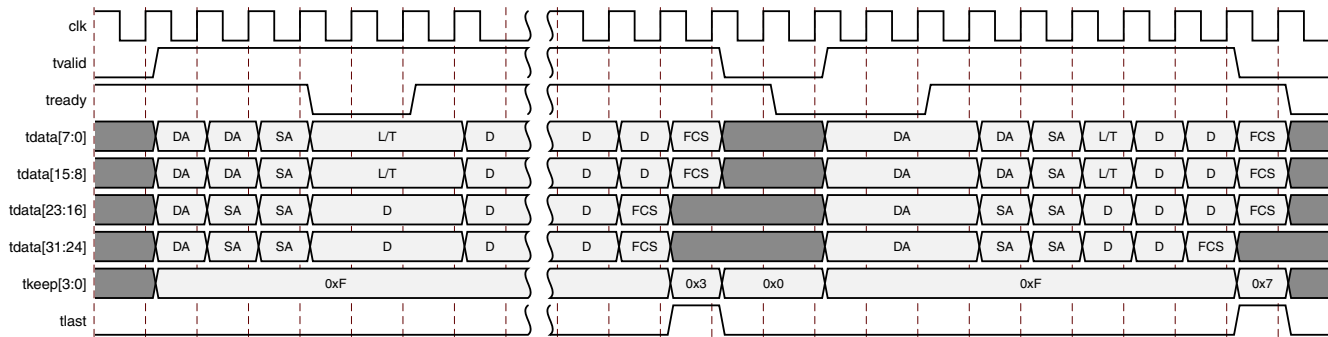 clk
tvalid
tready
tdata[7:0] DA DA SA L/T D D D FCS DA DA SA L/T D D FCS
tdata[15:8] DA DA SA L/T D D D FCS DA DA SA L/T D D FCS
tdata[23:16] DA SA SA D D D FCS DA SA SA D D D FCS
tdata[31:24] DA SA SA D D D FCS DA SA SA D D FCS
tkeep[3:0] 0xF 0x3 0x0 0xF 0x7
tlast